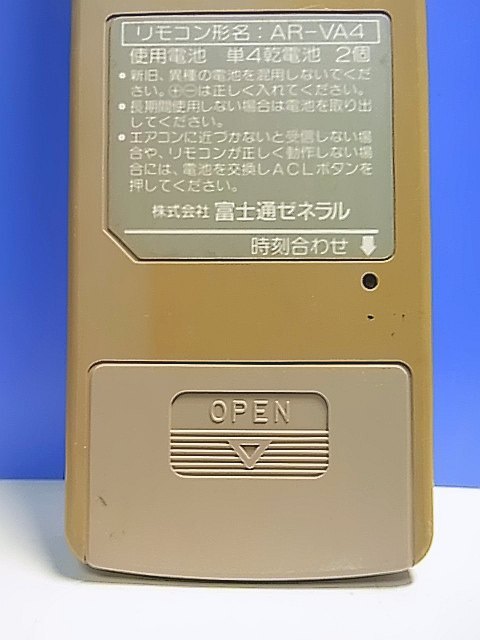 リモコン形名：AR-VA4
使用電池 単4乾電池 2個
●新旧、異種の電池を混用しないでくだ
さい。⊕⊖は正しく入れてください。
●長期間使用しない場合は電池を取り出
してください。
●エアコンに近づかないと受信しない場
合や、リモコンが正しく動作しない場
合には、電池を交換しACLボタンを
押してください。
株式会社 富士通ゼネラル
時刻合わせ
OPEN